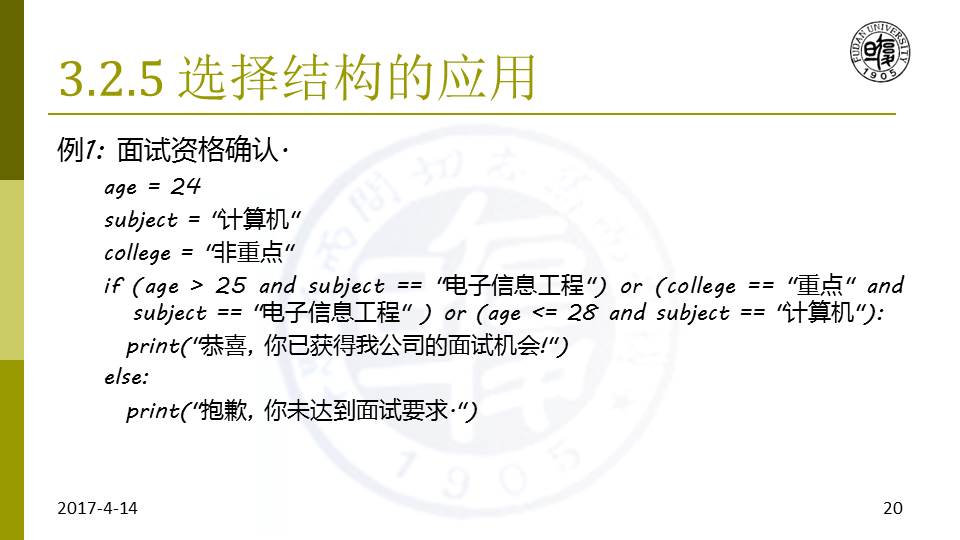 3.2.5 选择结构的应用
FUDAN UNIVERSITY
1905
例1: 面试资格确认.
age = 24
subject = "计算机"
college = "非重点"
if (age > 25 and subject == "电子信息工程") or (college == "重点" and
subject == "电子信息工程" ) or (age <= 28 and subject == "计算机"):
print("恭喜, 你已获得我公司的面试机会!")
else:
print("抱歉, 你未达到面试要求.")
1905
2017-4-14
20